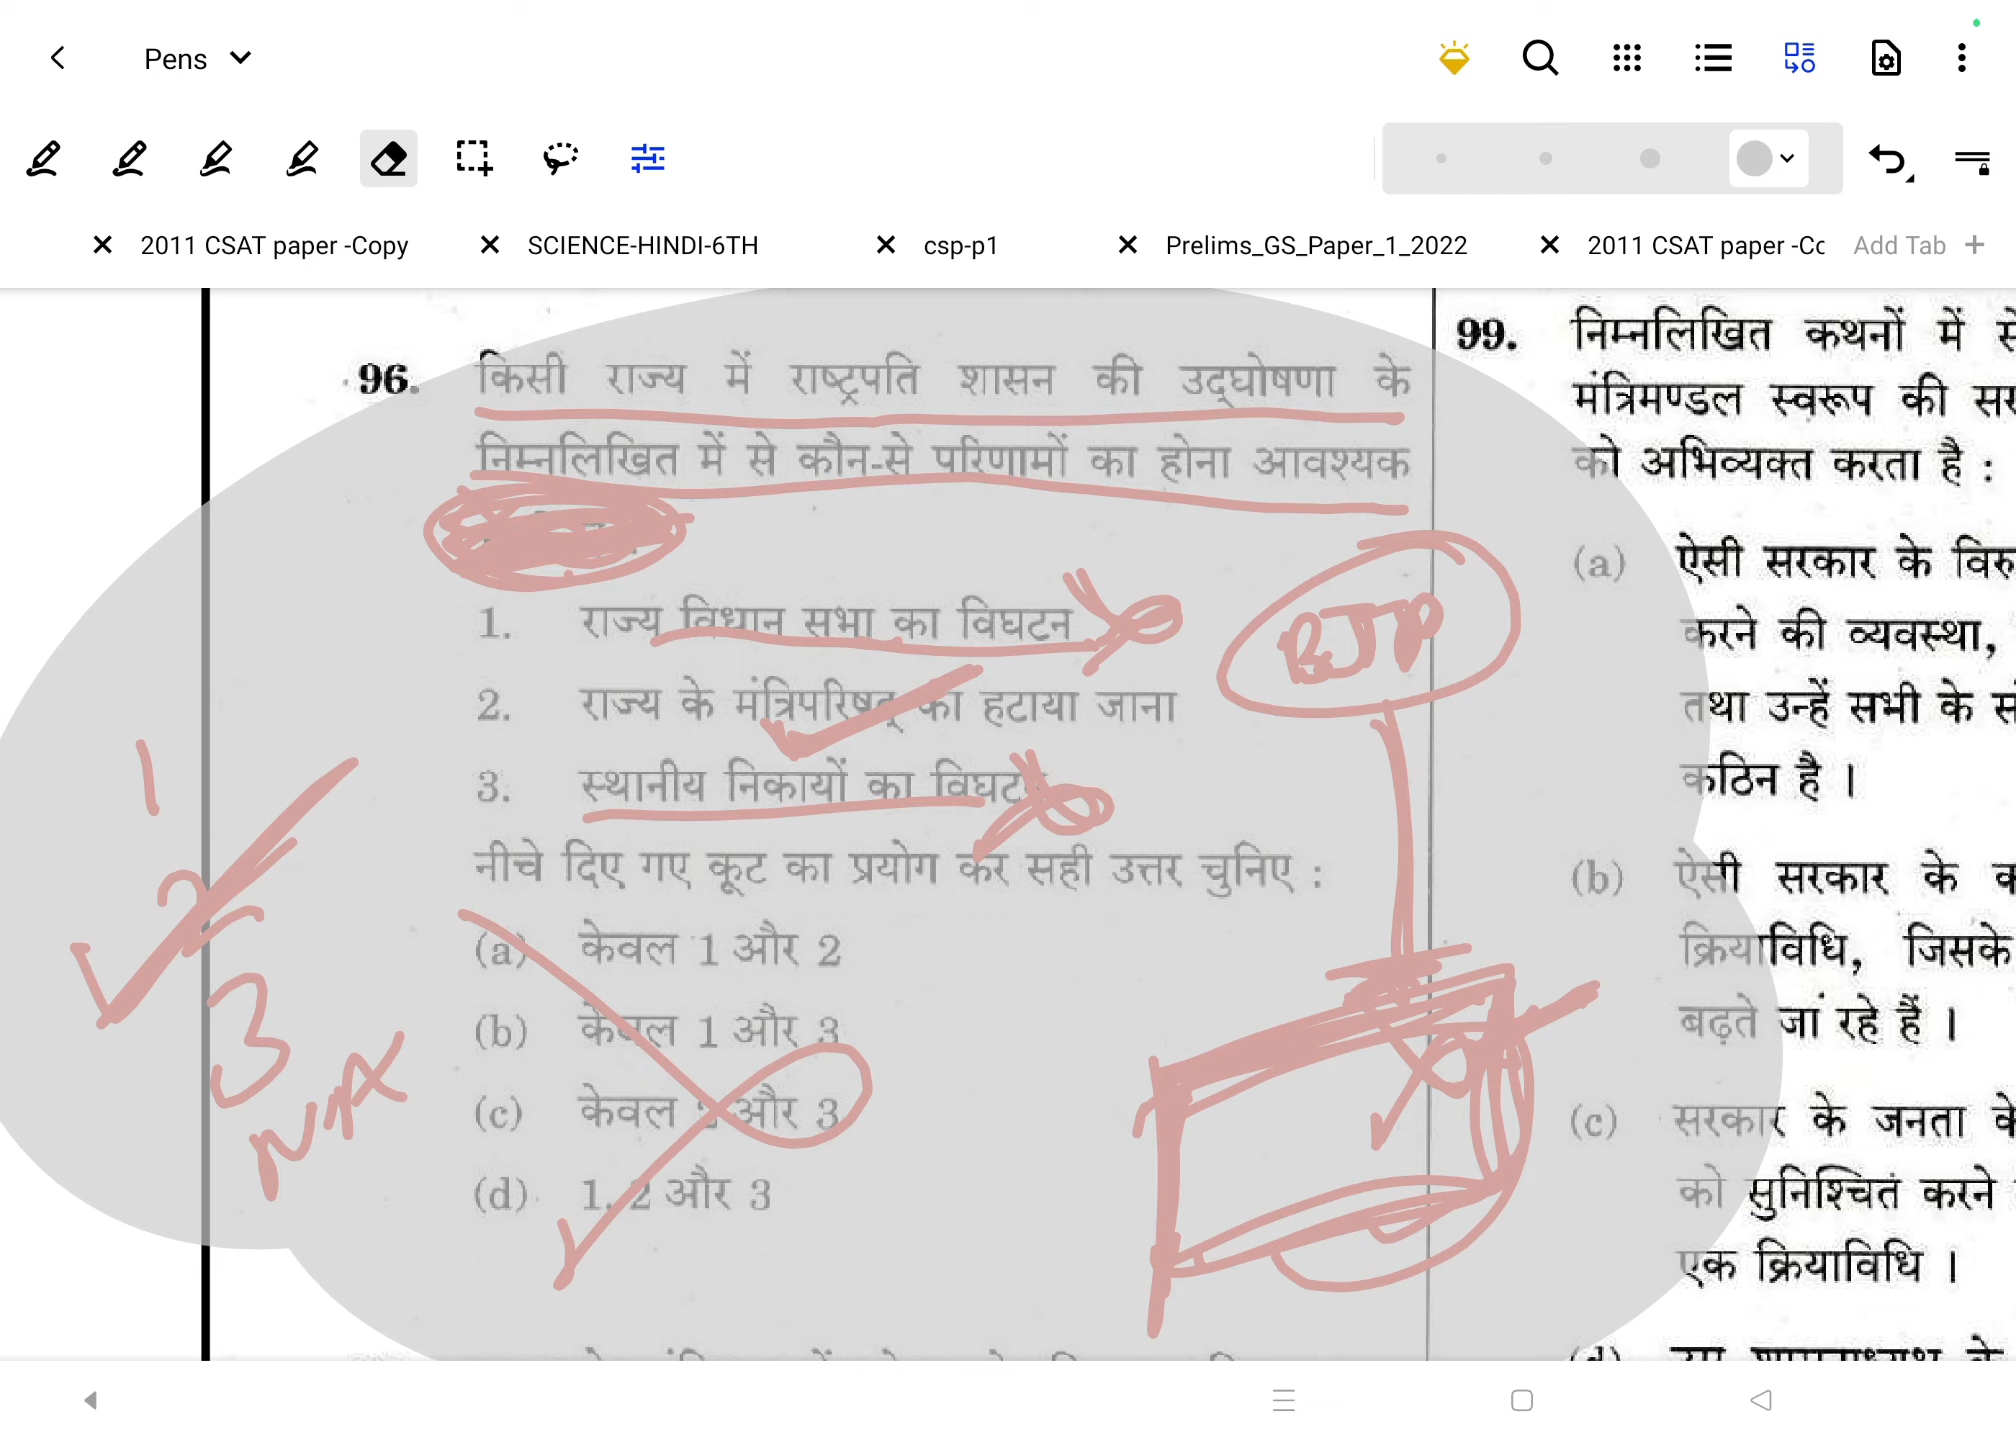 Pens
2011 CSAT paper -Copy
SCIENCE-HINDI-6TH
csp-p1
Prelims_GS_Paper_1_2022
2011 CSAT paper -Cc
Add Tab +
96. किसी राज्य में राष्ट्रपति शासन की उद्घोषणा के
निम्नलिखित में से कौन-से परिणामों का होना आवश्यक
1. राज्य विधान सभा का विघटन
2. राज्य के मंत्रिपरिषद् का हटाया जाना
3. स्थानीय निकायों का विघट
नीचे दिए गए कूट का प्रयोग कर सही उत्तर चुनिए :
(a) केवल 1 और 2
(b) केवल 1 और 3
(c) केवल 2 और 3
(d) 1, 2 और 3
BJP
1
2
3
99. निम्नलिखित कथनों में से
मंत्रिमण्डल स्वरूप की
को अभिव्यक्त करता है :
(a) ऐसी सरकार के
करने की व्यवस्था,
तथा उन्हें सभी के
कठिन है ।
(b) ऐसी सरकार के
क्रियाविधि, जिसके
बढ़ते जा रहे हैं ।
(c) सरकार के जनता के
को सुनिश्चित करने
एक क्रियाविधि ।